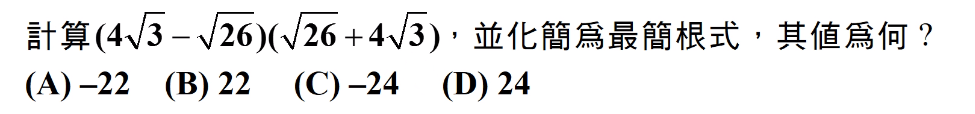 計算(4√3 − √26)(√26 + 4√3)，並化簡為最簡根式，其值為何？
(A) –22 (B) 22 (C) –24 (D) 24